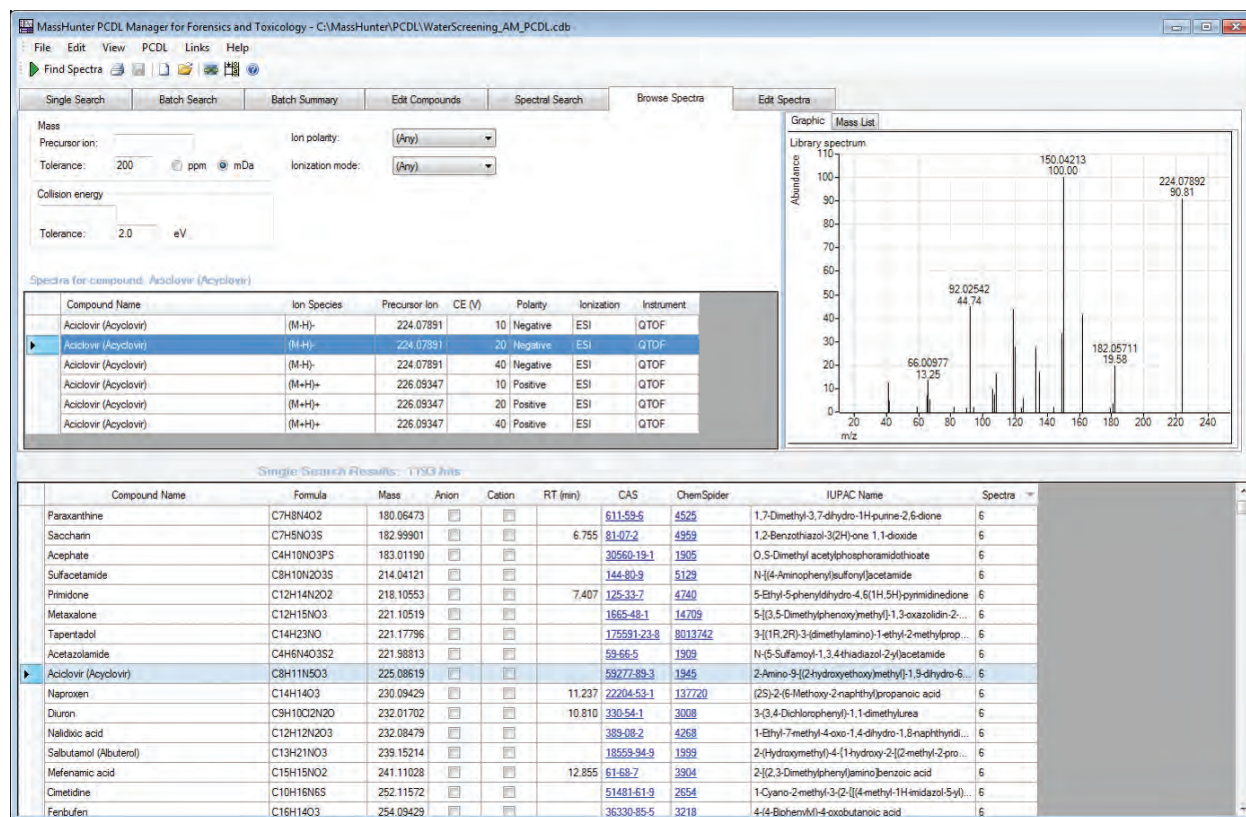 MassHunter PCDL Manager for Forensics and Toxicology - C:\MassHunter\PCDL\WaterScreening_AM_PCDL.cdb
File Edit View PCDL Links Help
Find Spectra
Single Search Batch Search Batch Summary Edit Compounds Spectral Search Browse Spectra Edit Spectra
Mass
Precursor ion:
Ion polarity: (Any)
Tolerance: 200 ppm mDa Ionization mode: (Any)
Collision energy
Tolerance: 2.0 eV
Graphic Mass List
Library spectrum
Abundance
110
100
90
80
70
60
50
40
30
20
10
0
150.04213
100.00
224.07892
90.81
92.02542
44.74
182.05711
19.58
66.00977
13.25
20 40 60 80 100 120 140 160 180 200 220 240
m/z
Spectra for compound: Aciclovir (Acyclovir)
Compound Name Ion Species Precursor Ion CE (V) Polarity Ionization Instrument
Aciclovir (Acyclovir) (M-H)- 224.07891 10 Negative ESI QTOF
Aciclovir (Acyclovir) (M-H)- 224.07891 20 Negative ESI QTOF
Aciclovir (Acyclovir) (M-H)- 224.07891 40 Negative ESI QTOF
Aciclovir (Acyclovir) (M+H)+ 226.09347 10 Positive ESI QTOF
Aciclovir (Acyclovir) (M+H)+ 226.09347 20 Positive ESI QTOF
Aciclovir (Acyclovir) (M+H)+ 226.09347 40 Positive ESI QTOF
Single Search Results: 1193 hits
Compound Name Formula Mass Anion Cation RT (min) CAS ChemSpider IUPAC Name Spectra
Paraxanthine C7H8N4O2 180.06473 611-59-6 4525 1,7-Dimethyl-3,7-dihydro-1H-purine-2,6-dione 6
Saccharin C7H5NO3S 182.99901 6.755 81-07-2 4959 1,2-Benzothiazol-3(2H)-one 1,1-dioxide 6
Acephate C4H10NO3PS 183.01190 30560-19-1 1905 O,S-Dimethyl acetylphosphoramidothioate 6
Sulfacetamide C8H10N2O3S 214.04121 144-80-9 5129 N-[(4-Aminophenyl)sulfonyl]acetamide 6
Primidone C12H14N2O2 218.10553 7.407 125-33-7 4740 5-Ethyl-5-phenyldihydro-4,6(1H,5H)-pyrimidinedione 6
Metaxalone C12H15NO3 221.10519 1665-48-1 14709 5-[(3,5-Dimethylphenoxy)methyl]-1,3-oxazolidin-2-... 6
Tapentadol C14H23NO 221.17796 175591-23-8 8013742 3-[(1R,2R)-3-(dimethylamino)-1-ethyl-2-methylprop... 6
Acetazolamide C4H6N4O3S2 221.98813 59-66-5 1909 N-(5-Sulfamoyl-1,3,4-thiadiazol-2-yl)acetamide 6
Aciclovir (Acyclovir) C8H11N5O3 225.08619 59277-89-3 1945 2-Amino-9-[(2-hydroxyethoxy)methyl]-1,9-dihydro-6... 6
Naproxen C14H14O3 230.09429 11.237 22204-53-1 137720 (2S)-2-(6-Methoxy-2-naphthyl)propanoic acid 6
Diuron C9H10Cl2N2O 232.01702 10.810 330-54-1 3008 3-(3,4-Dichlorophenyl)-1,1-dimethylurea 6
Nalidixic acid C12H12N2O3 232.08479 389-08-2 4268 1-Ethyl-7-methyl-4-oxo-1,4-dihydro-1,8-naphthyridi... 6
Salbutamol (Albuterol) C13H21NO3 239.15214 18559-94-9 1999 2-(Hydroxymethyl)-4-{1-hydroxy-2-[(2-methyl-2-pro... 6
Mefenamic acid C15H15NO2 241.11028 12.855 61-68-7 3904 2-[(2,3-Dimethylphenyl)amino]benzoic acid 6
Cimetidine C10H16N6S 252.11572 51481-61-9 2654 1-Cyano-2-methyl-3-(2-{[(4-methyl-1H-imidazol-5-yl)... 6
Fenbufen C16H14O3 254.09429 36330-85-5 3218 4-(4-Biphenylyl)-4-oxobutanoic acid 6